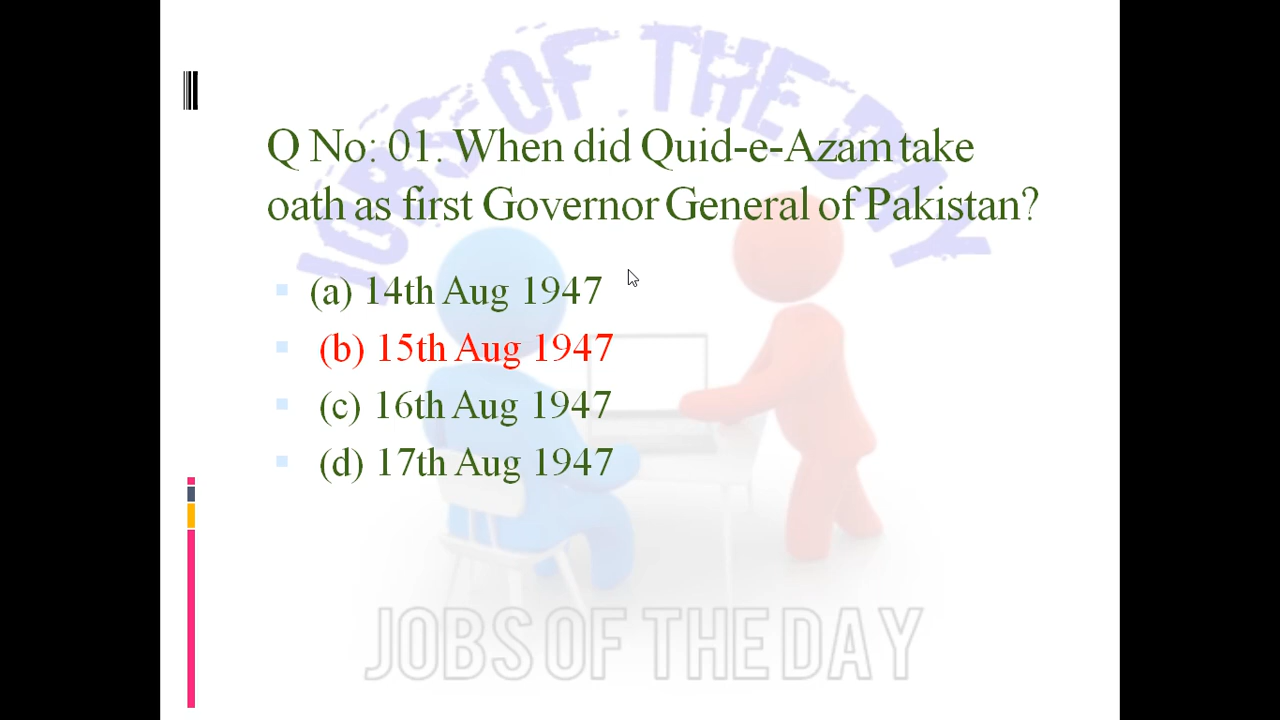 JOBS OF THE DAY
Q No: 01. When did Quid-e-Azam take
oath as first Governor General of Pakistan?
(a) 14th Aug 1947
(b) 15th Aug 1947
(c) 16th Aug 1947
(d) 17th Aug 1947
JOBS OF THE DAY